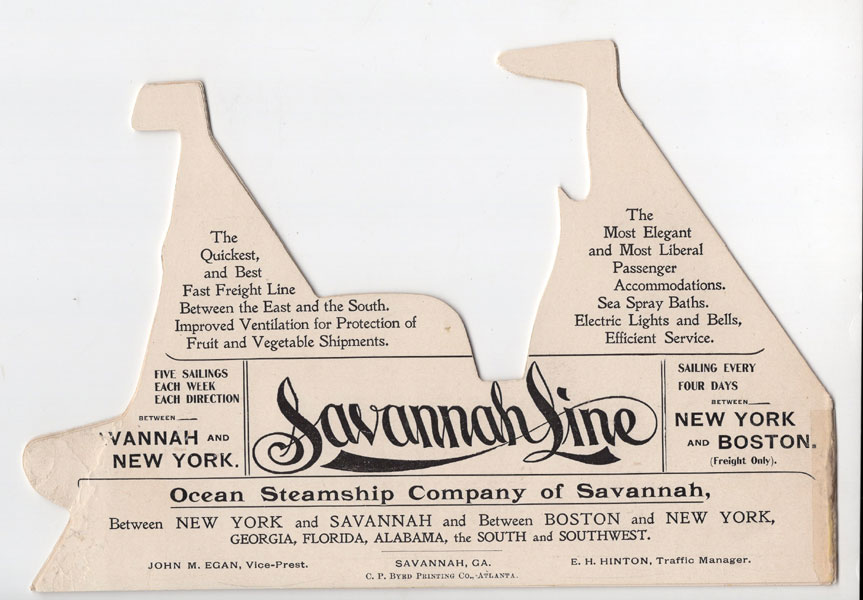 The
Quickest,
and Best
Fast Freight Line
Between the East and the South.
Improved Ventilation for Protection of
Fruit and Vegetable Shipments.
The
Most Elegant
and Most Liberal
Passenger
Accommodations.
Sea Spray Baths.
Electric Lights and Bells,
Efficient Service.
FIVE SAILINGS
EACH WEEK
EACH DIRECTION
BETWEEN
VANNAH AND
NEW YORK.
Savannah Line
SAILING EVERY
FOUR DAYS
BETWEEN
NEW YORK
AND BOSTON.
(Freight Only).
Ocean Steamship Company of Savannah,
Between NEW YORK and SAVANNAH and Between BOSTON and NEW YORK,
GEORGIA, FLORIDA, ALABAMA, the SOUTH and SOUTHWEST.
JOHN M. EGAN, Vice-Prest. SAVANNAH, GA. E. H. HINTON, Traffic Manager.
C. P. BYRD PRINTING CO., ATLANTA.